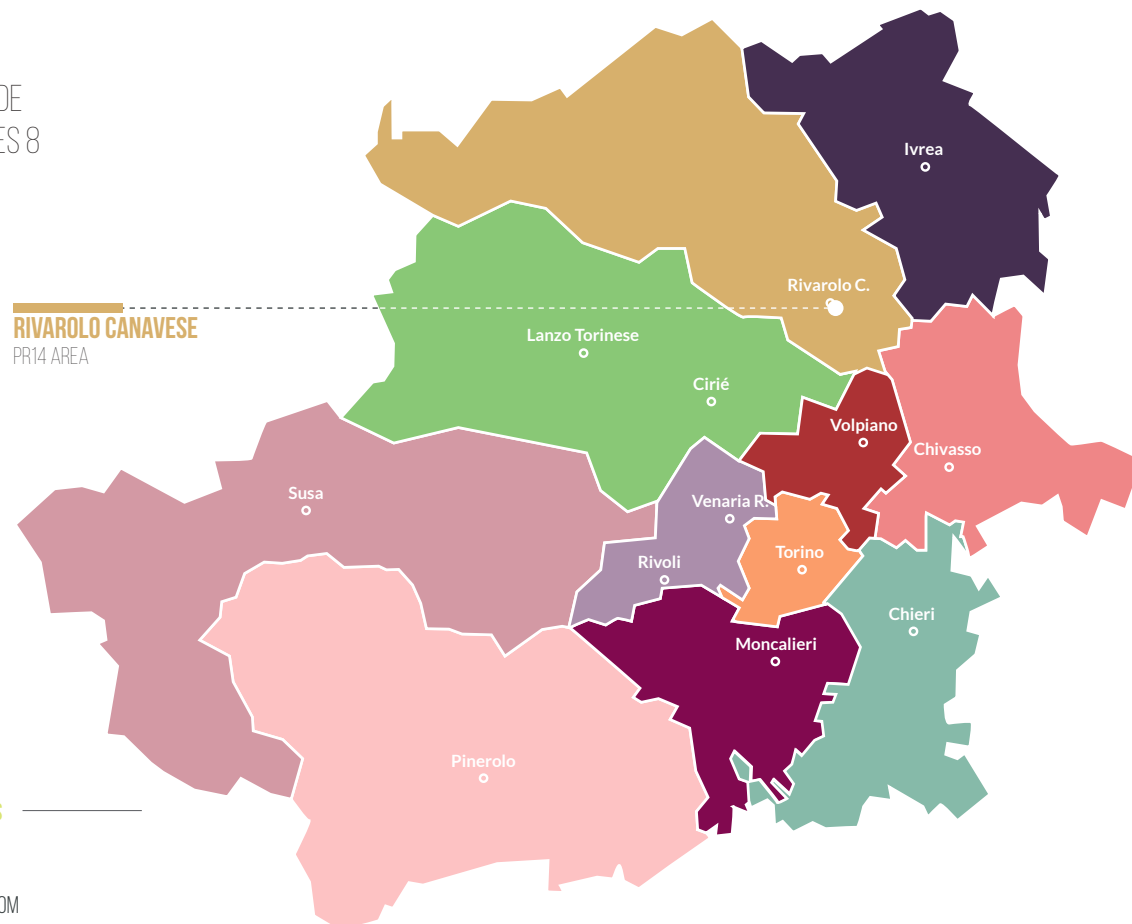 DE
ES 8
Ivrea
Rivarolo C.
RIVAROLO CANAVESE
PR14 AREA
Lanzo Torinese
Cirié
Volpiano
Chivasso
Susa
Venaria R.
Torino
Rivoli
Chieri
Moncalieri
Pinerolo
OM